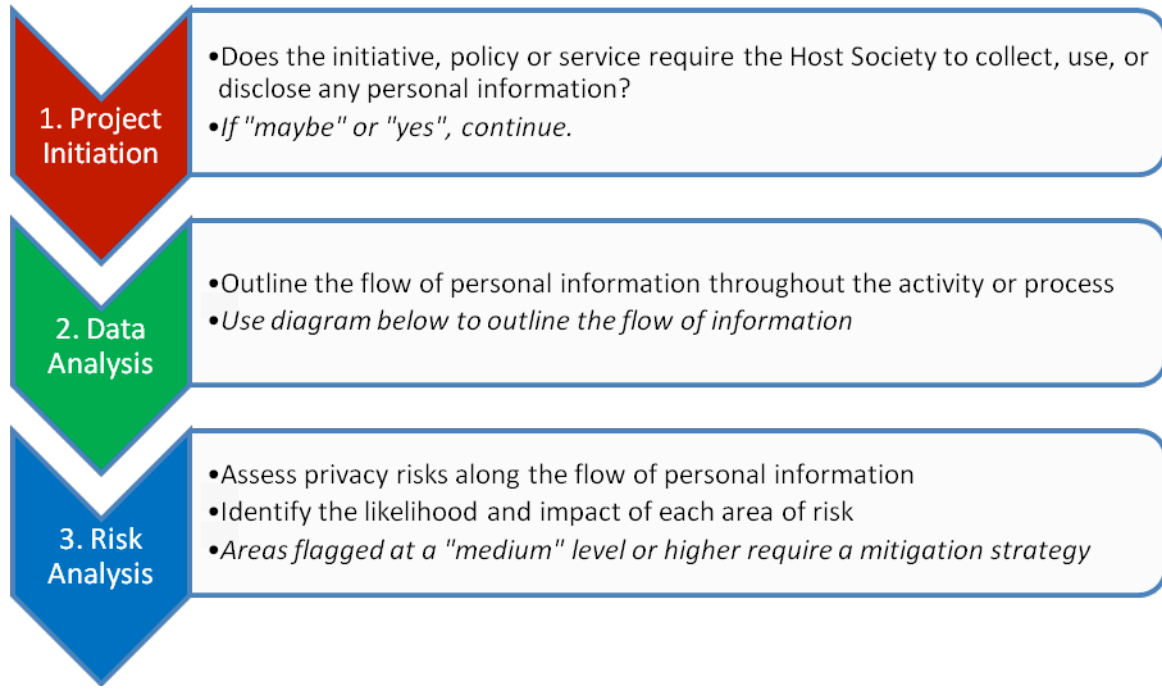 1. Project
Initiation
•Does the initiative, policy or service require the Host Society to collect, use, or
disclose any personal information?
•If "maybe" or "yes", continue.
2. Data
Analysis
•Outline the flow of personal information throughout the activity or process
•Use diagram below to outline the flow of information
3. Risk
Analysis
•Assess privacy risks along the flow of personal information
•Identify the likelihood and impact of each area of risk
•Areas flagged at a "medium" level or higher require a mitigation strategy